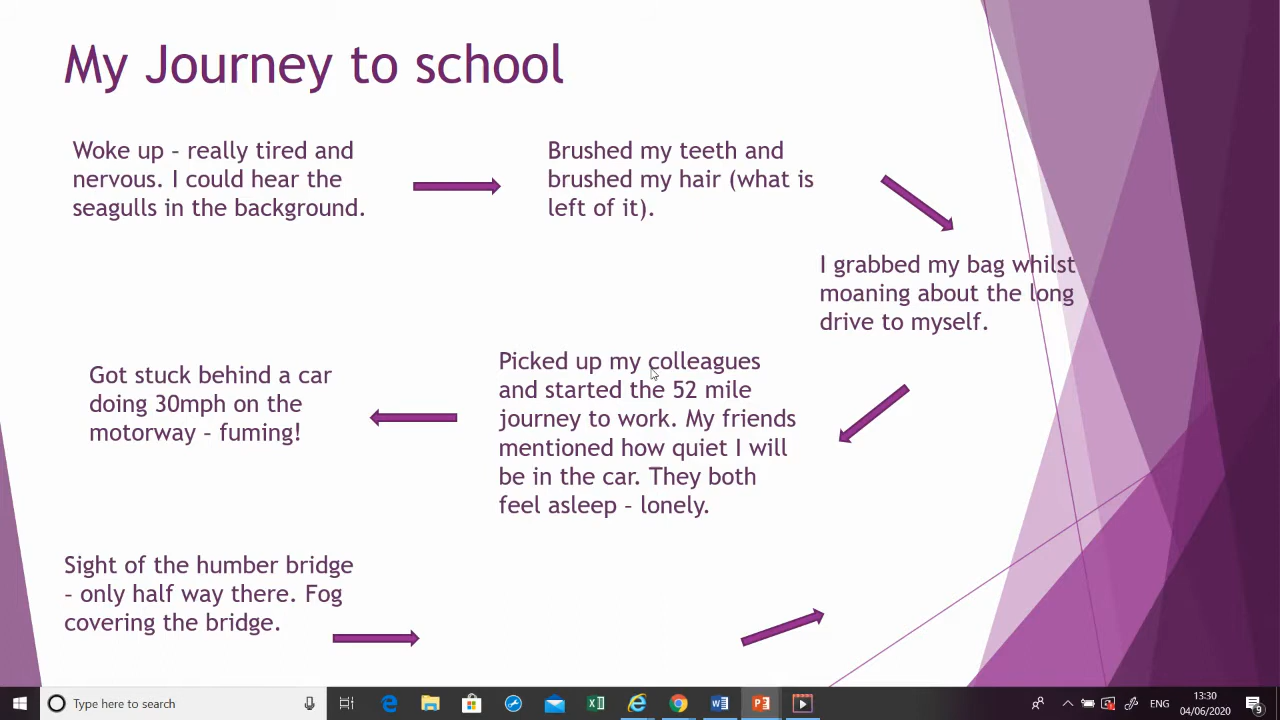 My Journey to school
Woke up – really tired and
nervous. I could hear the
seagulls in the background.
Brushed my teeth and
brushed my hair (what is
left of it).
I grabbed my bag whilst
moaning about the long
drive to myself.
Picked up my colleagues
and started the 52 mile
journey to work. My friends
mentioned how quiet I will
be in the car. They both
feel asleep – lonely.
Got stuck behind a car
doing 30mph on the
motorway – fuming!
Sight of the humber bridge
– only half way there. Fog
covering the bridge.
Type here to search
ENG
13:30
04/06/2020
9